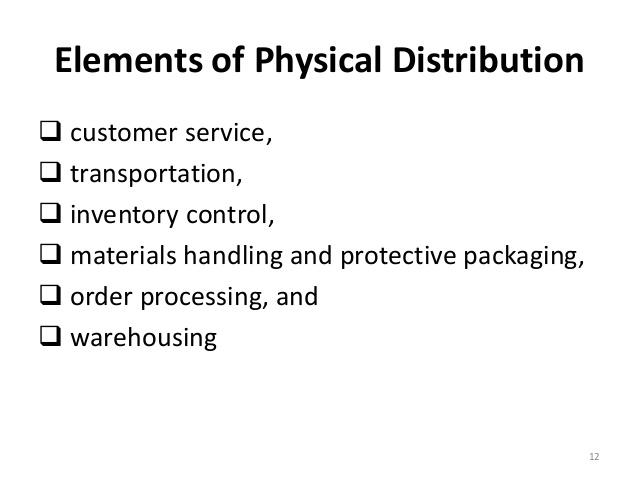 Elements of Physical Distribution
❑ customer service,
❑ transportation,
❑ inventory control,
❑ materials handling and protective packaging,
❑ order processing, and
❑ warehousing
12